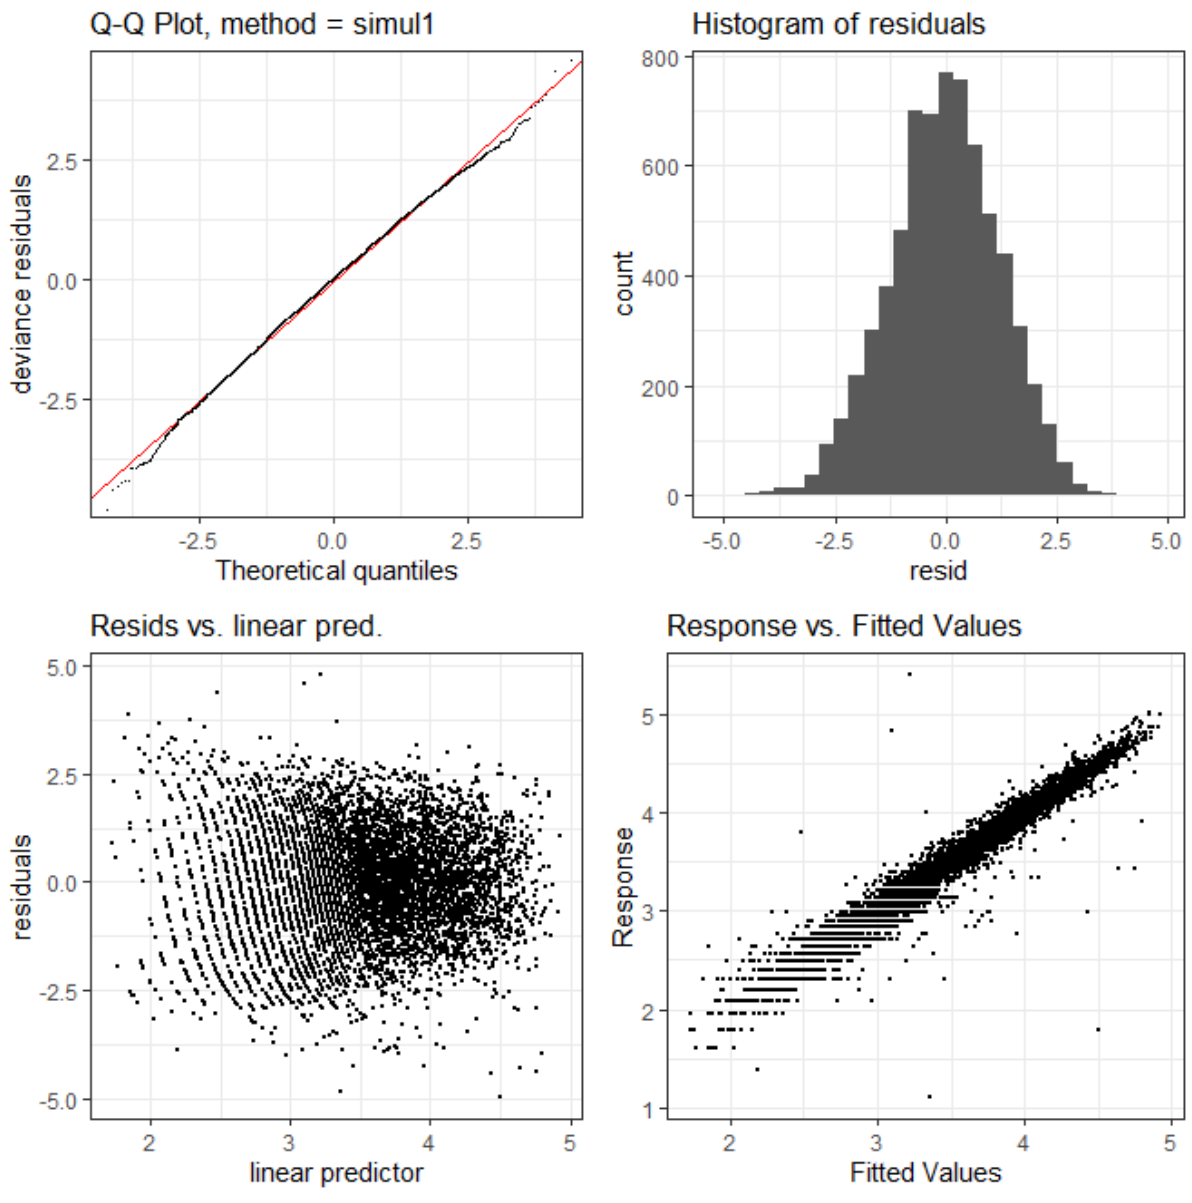 Q-Q Plot, method = simul1
2.5
0.0
-2.5
deviance residuals
-2.5 0.0 2.5
Theoretical quantiles
Histogram of residuals
800
600
400
200
0
count
-5.0 -2.5 0.0 2.5 5.0
resid
Resids vs. linear pred.
5.0
2.5
0.0
-2.5
-5.0
residuals
2 3 4 5
linear predictor
Response vs. Fitted Values
5
4
3
2
1
Response
2 3 4 5
Fitted Values